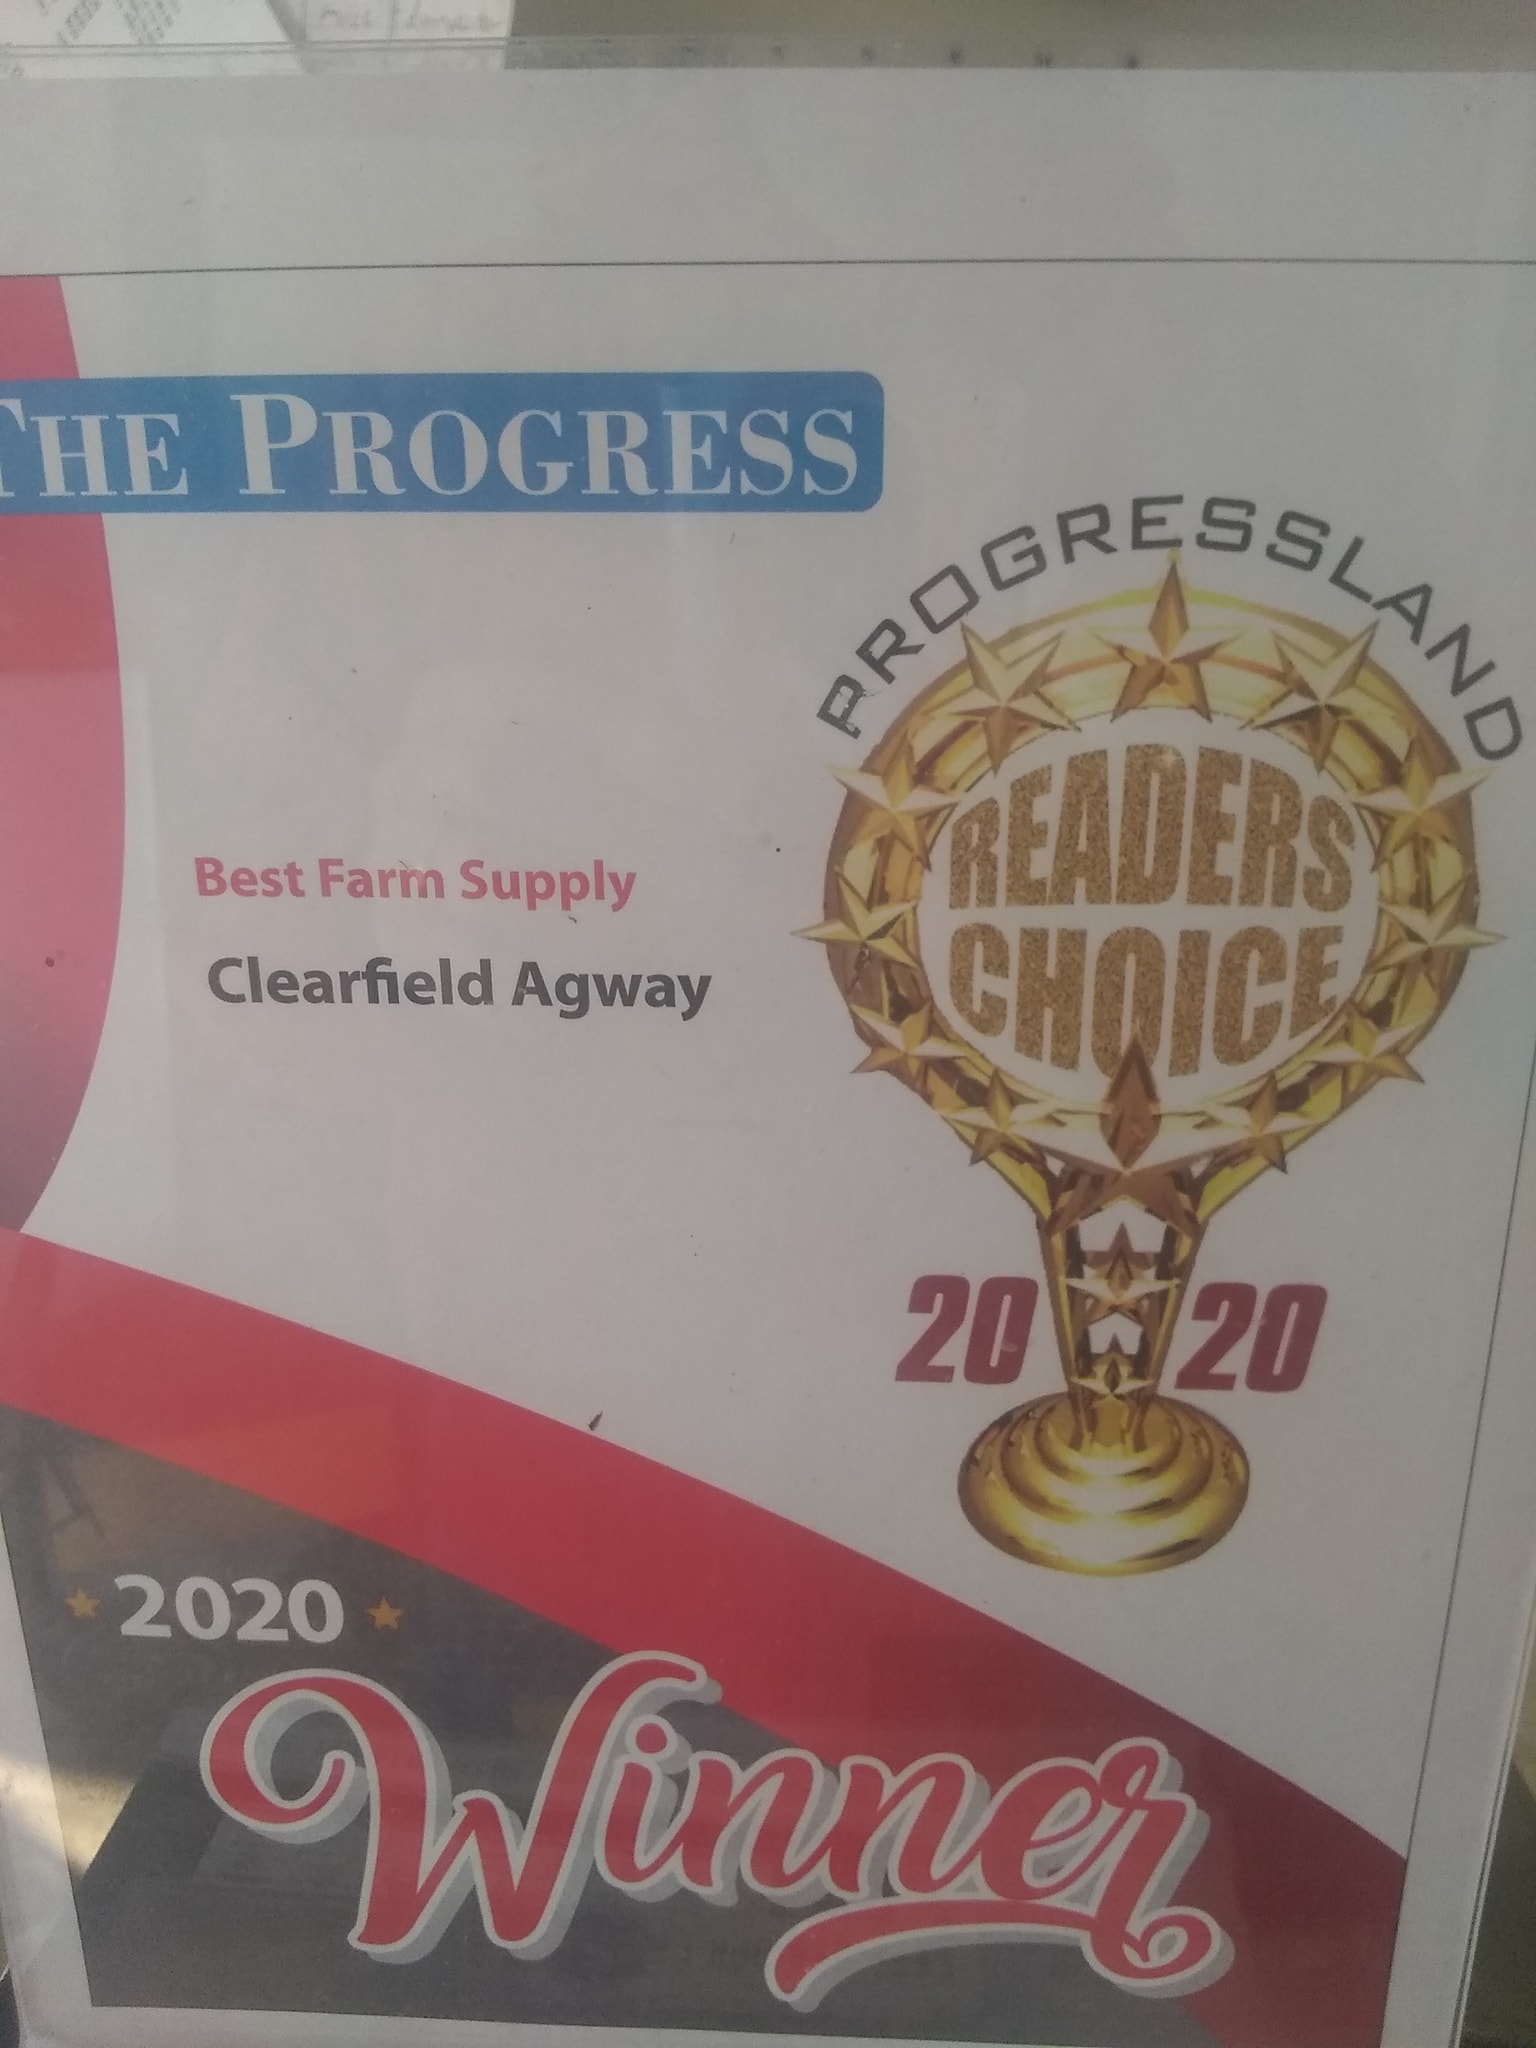 THE PROGRESS
PROGRESSLAND
READERS
CHOICE
Best Farm Supply
Clearfield Agway
20 20
2020
Winner